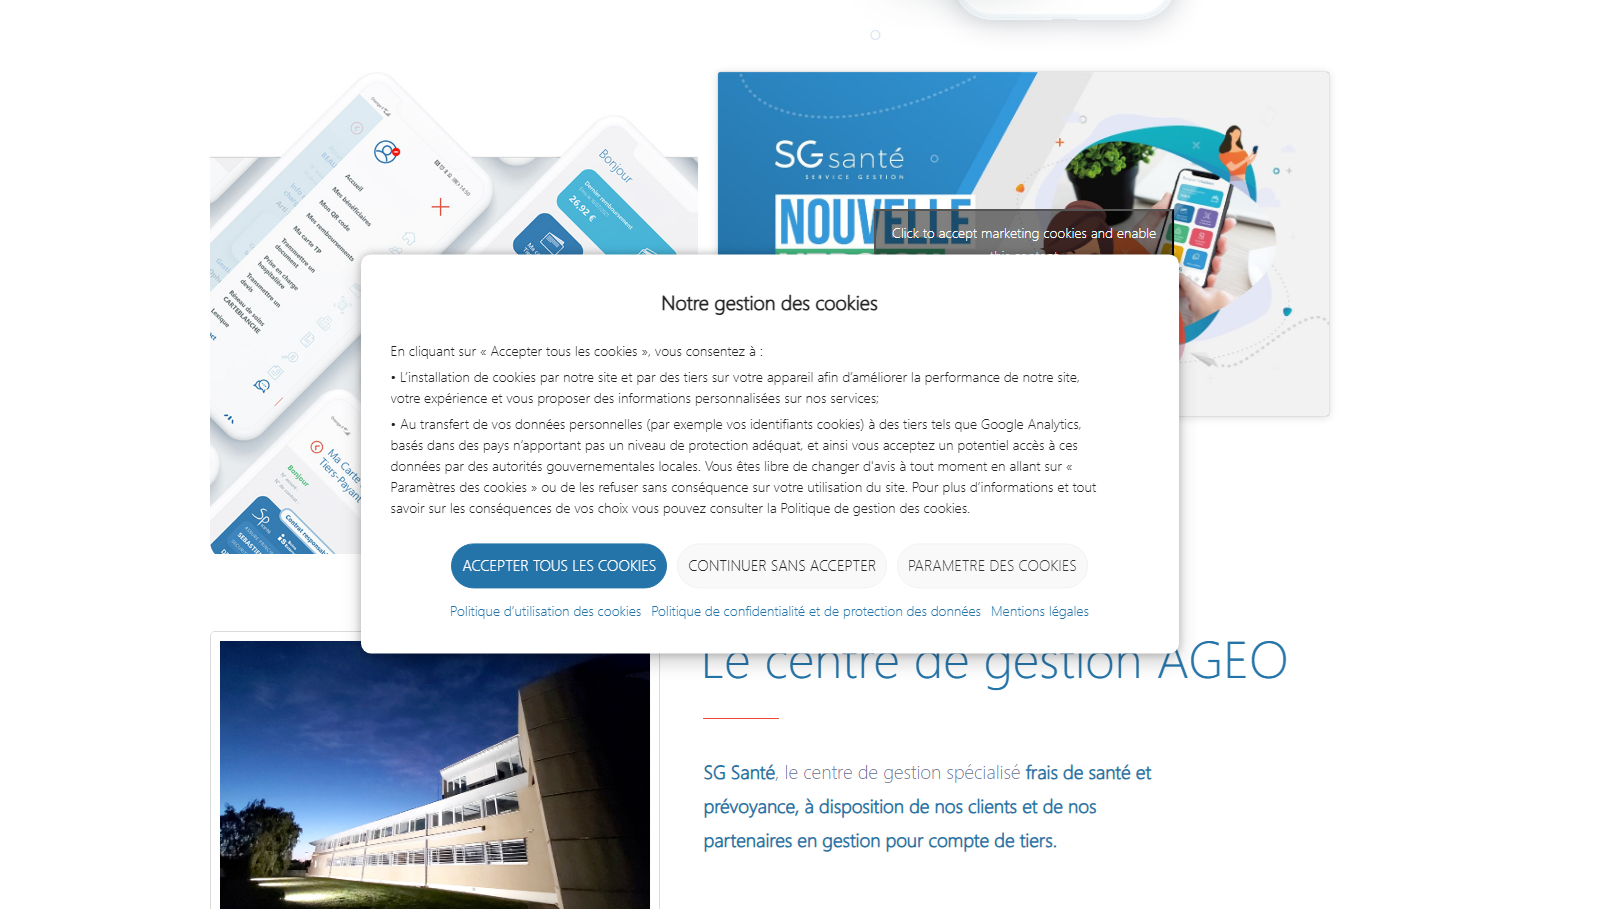 Accueil
Mes bénéficiaires
Mon QR code
Mes remboursements
Ma carte TP
Transmettre un
document
Prise en charge
hospitalière
Transmettre un
devis
Réseau de soins
CARTEBLANCHE
Lexique
Bonjour
Dernier remboursement
26,92 €
Bonjour
Ma Carte
Tiers-Payant
Contrat responsable
SG santé
SERVICE GESTION
NOUVELLE
Click to accept marketing cookies and enable
Notre gestion des cookies
En cliquant sur « Accepter tous les cookies », vous consentez à :
• L’installation de cookies par notre site et par des tiers sur votre appareil afin d’améliorer la performance de notre site,
votre expérience et vous proposer des informations personnalisées sur nos services;
• Au transfert de vos données personnelles (par exemple vos identifiants cookies) à des tiers tels que Google Analytics,
basés dans des pays n’apportant pas un niveau de protection adéquat, et ainsi vous acceptez un potentiel accès à ces
données par des autorités gouvernementales locales. Vous êtes libre de changer d’avis à tout moment en allant sur «
Paramètres des cookies » ou de les refuser sans conséquence sur votre utilisation du site. Pour plus d’informations et tout
savoir sur les conséquences de vos choix vous pouvez consulter la Politique de gestion des cookies.
ACCEPTER TOUS LES COOKIES
CONTINUER SANS ACCEPTER
PARAMETRE DES COOKIES
Politique d’utilisation des cookies
Politique de confidentialité et de protection des données
Mentions légales
Le centre de gestion AGEO
SG Santé, le centre de gestion spécialisé frais de santé et
prévoyance, à disposition de nos clients et de nos
partenaires en gestion pour compte de tiers.